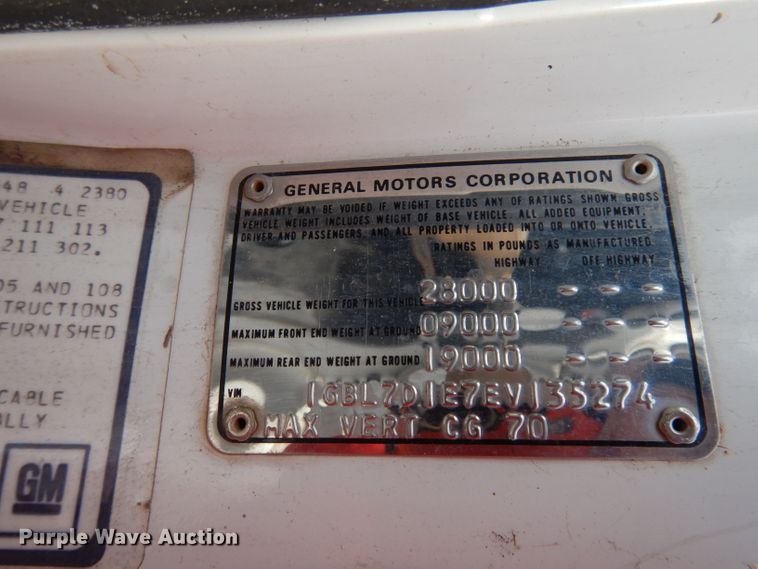 48 4 2380
VEHICLE
111 113
211 302.
05 AND 108
STRUCTIONS
FURNISHED
CABLE
ALLY
GM
GENERAL MOTORS CORPORATION
WARRANTY MAY BE VOIDED IF WEIGHT EXCEEDS ANY OF RATINGS SHOWN GROSS
VEHICLE WEIGHT INCLUDES WEIGHT OF BASE VEHICLE, ALL ADDED EQUIPMENT,
DRIVER AND PASSENGERS, AND ALL PROPERTY LOADED INTO OR ONTO VEHICLE.
RATINGS IN POUNDS AS MANUFACTURED.
HIGHWAY OFF HIGHWAY
GROSS VEHICLE WEIGHT FOR THIS VEHICLE 28000 - - -
MAXIMUM FRONT END WEIGHT AT GROUND 09000 - - -
MAXIMUM REAR END WEIGHT AT GROUND 19000 - - -
VIN 1GBL7D1E7EV135274
MAX VERT CG 70
Purple Wave Auction